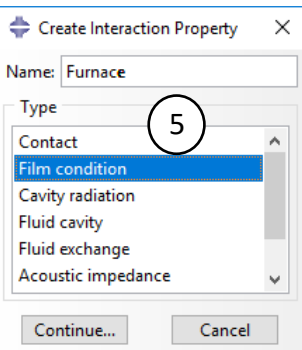 Create Interaction Property
Name: Furnace
Type
5
Contact
Film condition
Cavity radiation
Fluid cavity
Fluid exchange
Acoustic impedance
Continue... Cancel